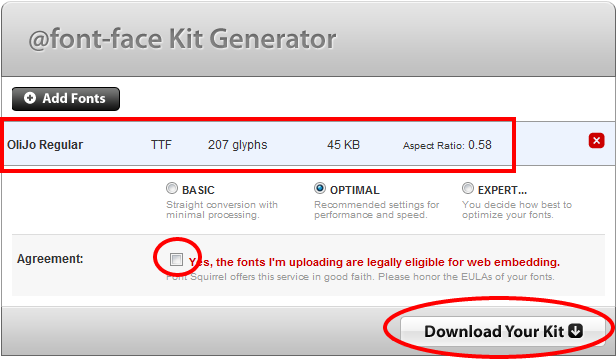 @font-face Kit Generator
Add Fonts
OliJo Regular TTF 207 glyphs 45 KB Aspect Ratio: 0.58
BASIC OPTIMAL EXPERT...
Straight conversion with Recommended settings for You decide how best to
minimal processing. performance and speed. optimize your fonts.
Agreement: Yes, the fonts I'm uploading are legally eligible for web embedding.
Font Squirrel offers this service in good faith. Please honor the EULAs of your fonts.
Download Your Kit